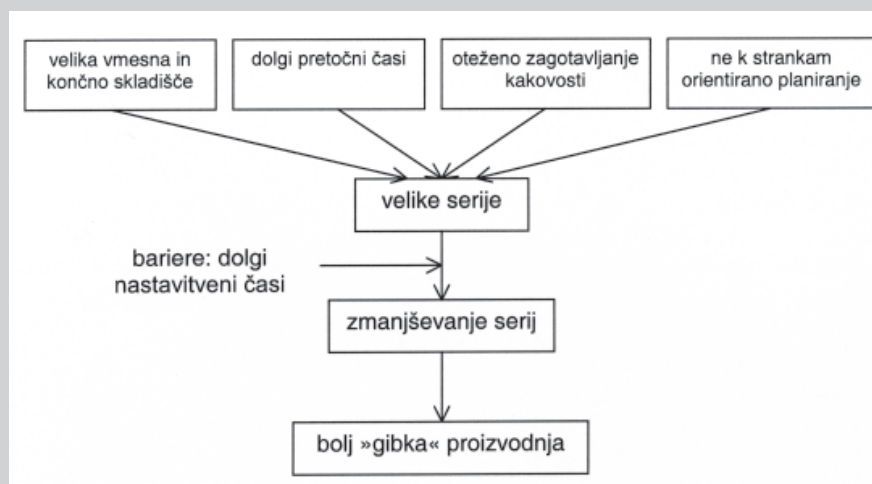 velika vmesna in
končno skladišče
dolgi pretočni časi
oteženo zagotavljanje
kakovosti
ne k strankam
orientirano planiranje
velike serije
bariere: dolgi
nastavitveni časi
zmanjševanje serij
bolj »gibka« proizvodnja